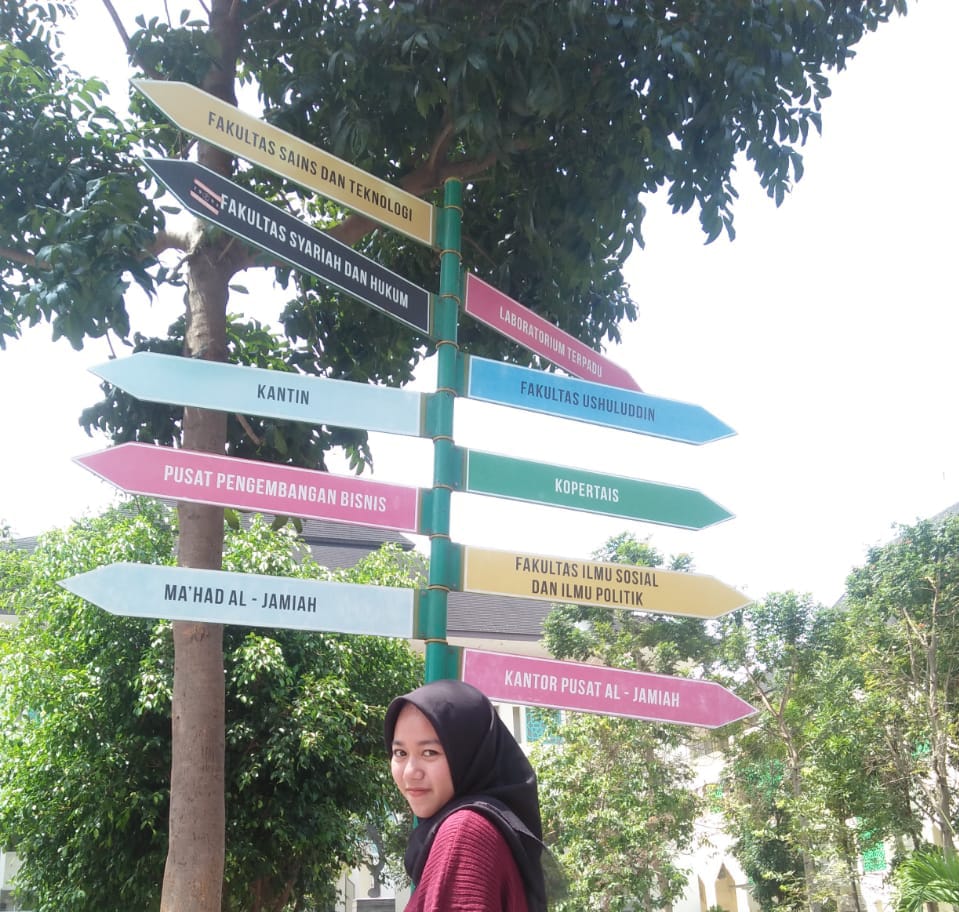 FAKULTAS SAINS DAN TEKNOLOGI
FAKULTAS SYARIAH DAN HUKUM
LABORATORIUM TERPADU
KANTIN
FAKULTAS USHULUDDIN
PUSAT PENGEMBANGAN BISNIS
KOPERTAIS
MA'HAD AL - JAMIAH
FAKULTAS ILMU SOSIAL
DAN ILMU POLITIK
KANTOR PUSAT AL - JAMIAH